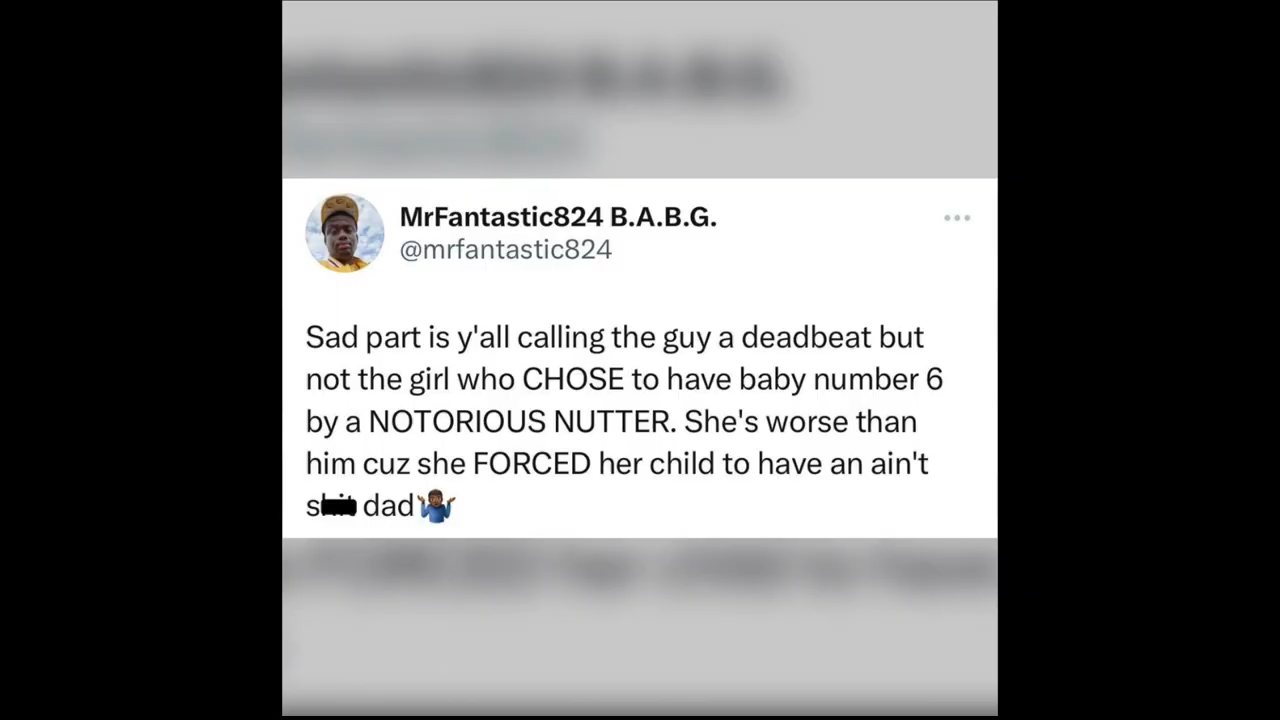 MrFantastic824 B.A.B.G.
@mrfantastic824
Sad part is y'all calling the guy a deadbeat but
not the girl who CHOSE to have baby number 6
by a NOTORIOUS NUTTER. She's worse than
him cuz she FORCED her child to have an ain't
dad